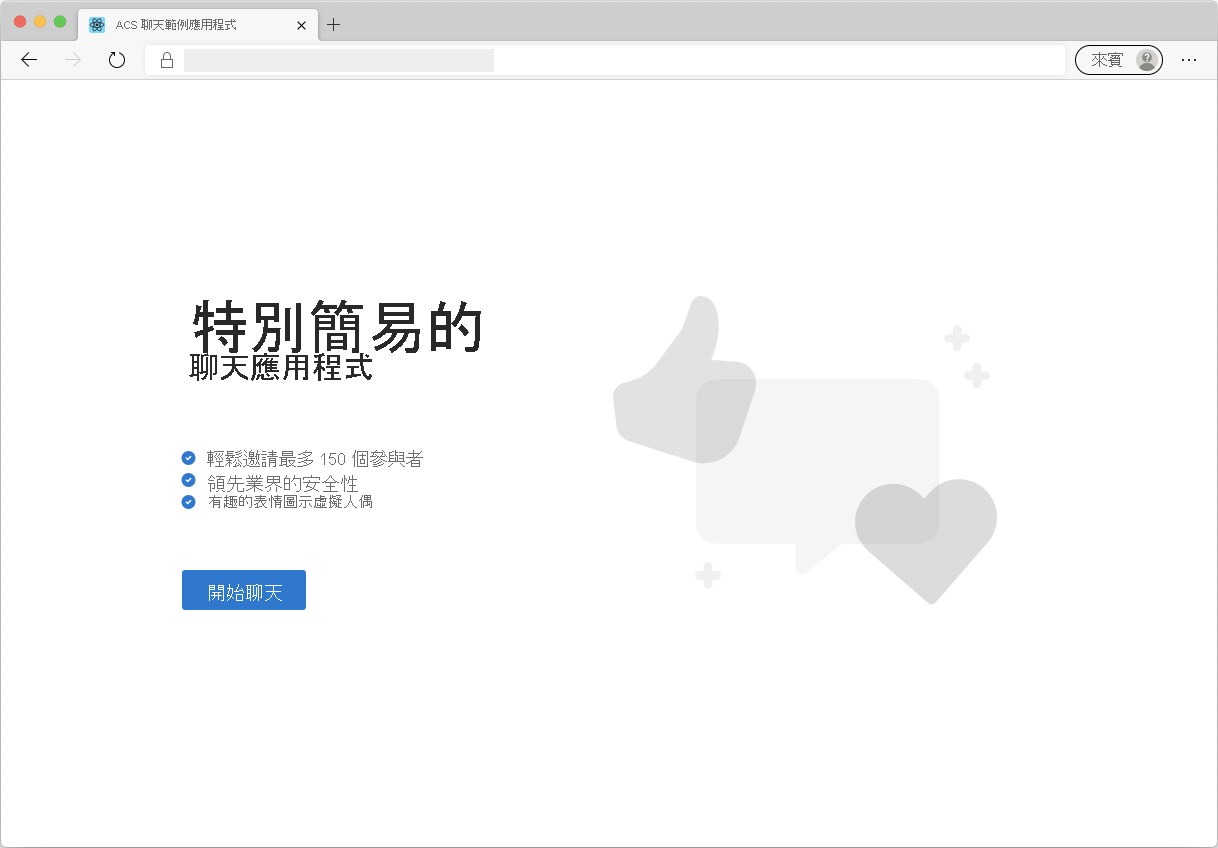 ACS 聊天範例應用程式
來賓
特別簡易的
聊天應用程式
輕鬆邀請最多 150 個參與者
領先業界的安全性
有趣的表情圖示虛擬人偶
開始聊天